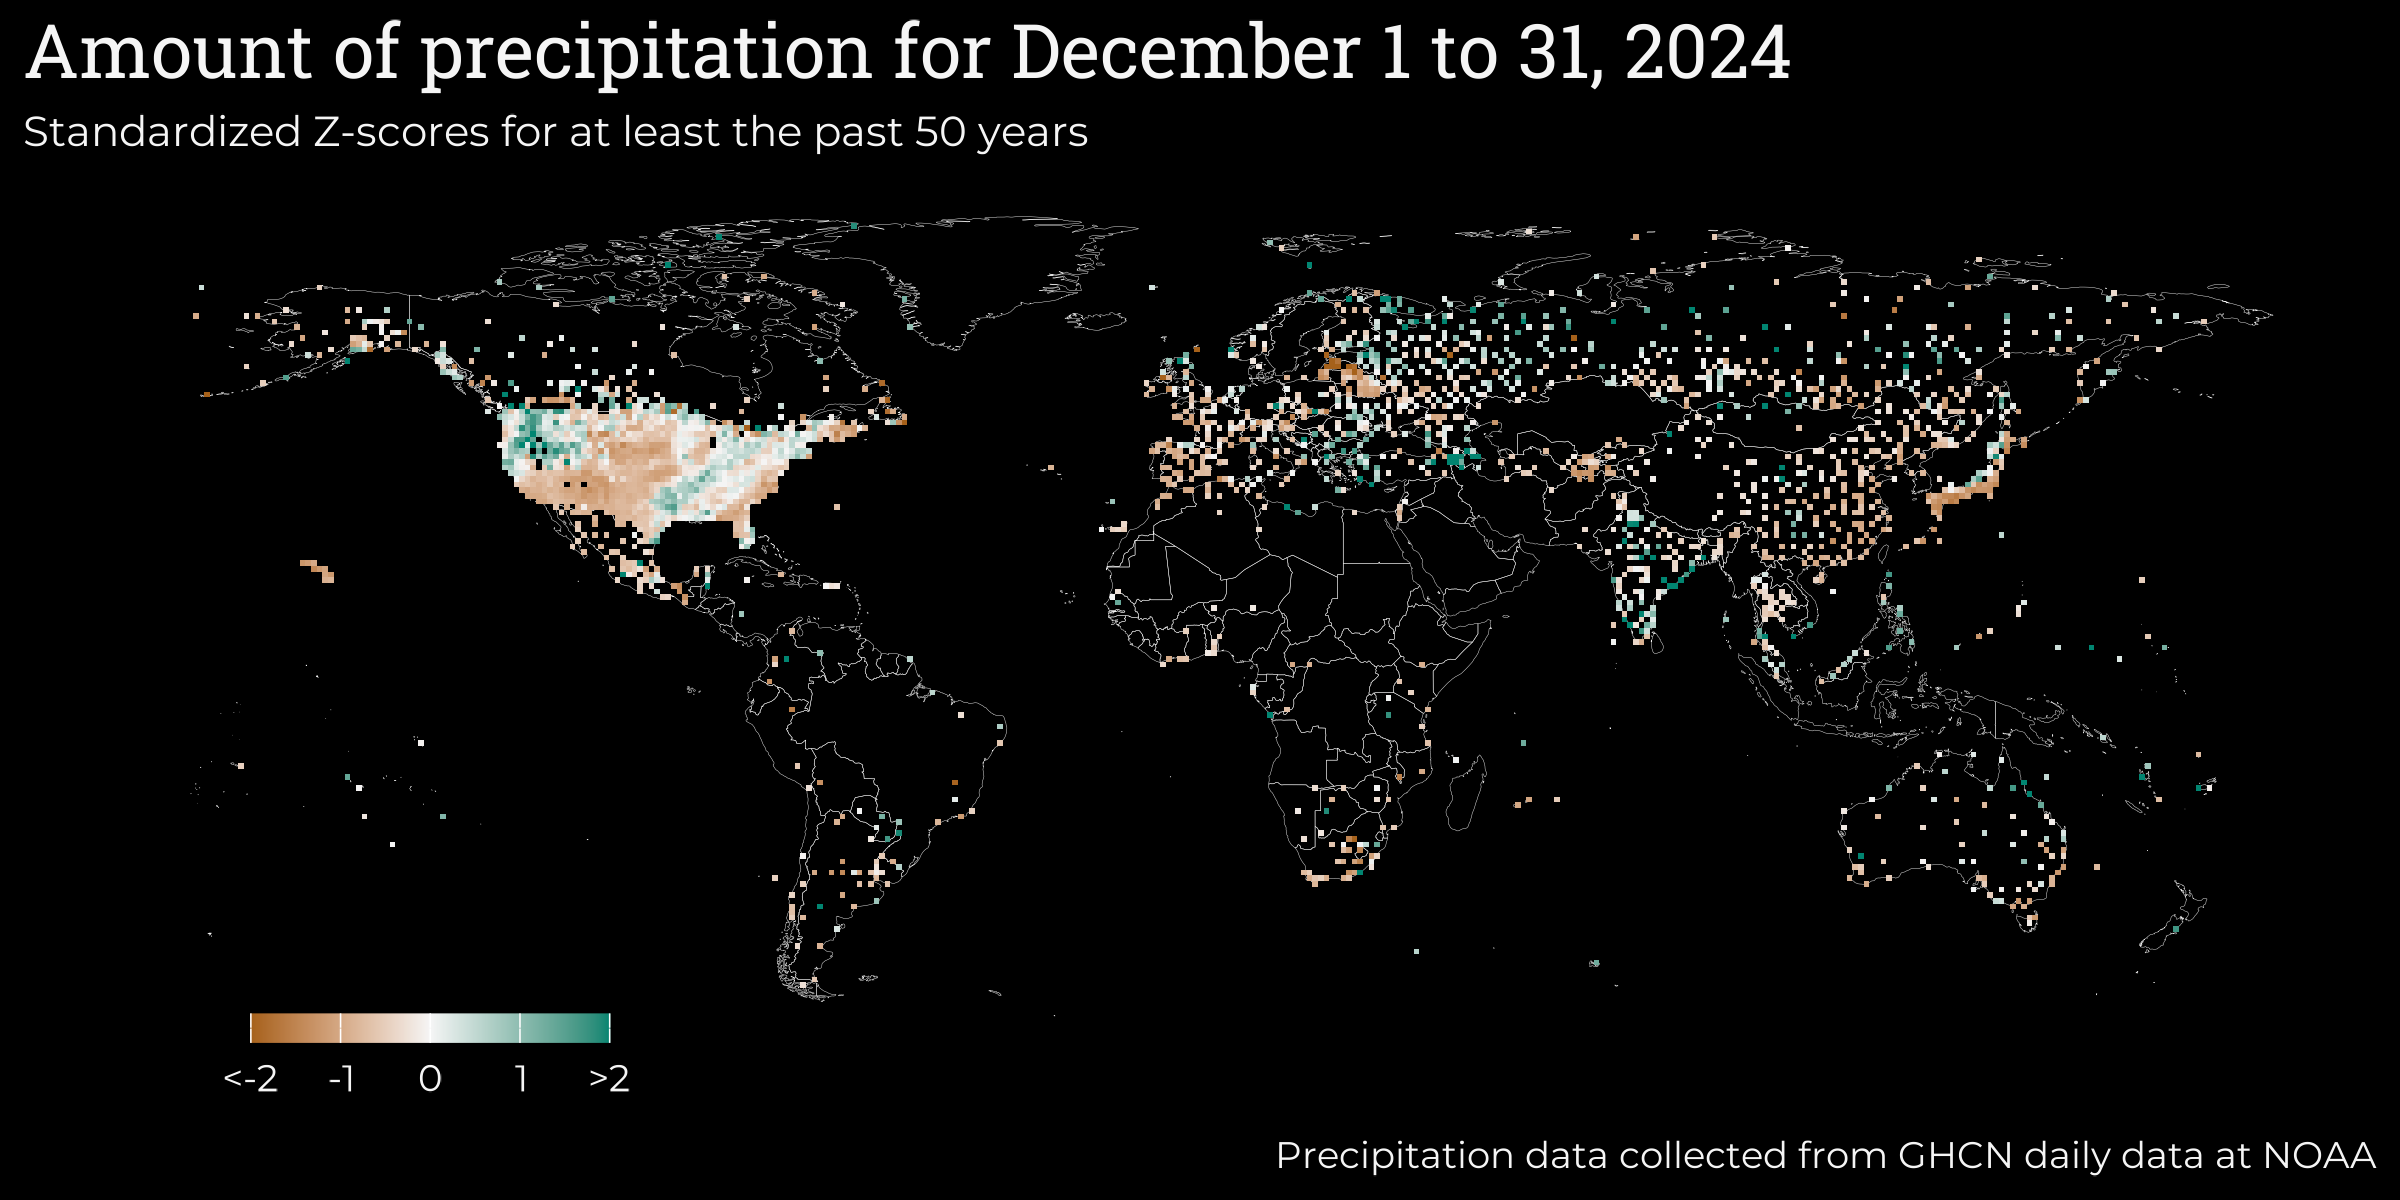 Amount of precipitation for December 1 to 31, 2024
Standardized Z-scores for at least the past 50 years
<-2 -1 0 1 >2
Precipitation data collected from GHCN daily data at NOAA